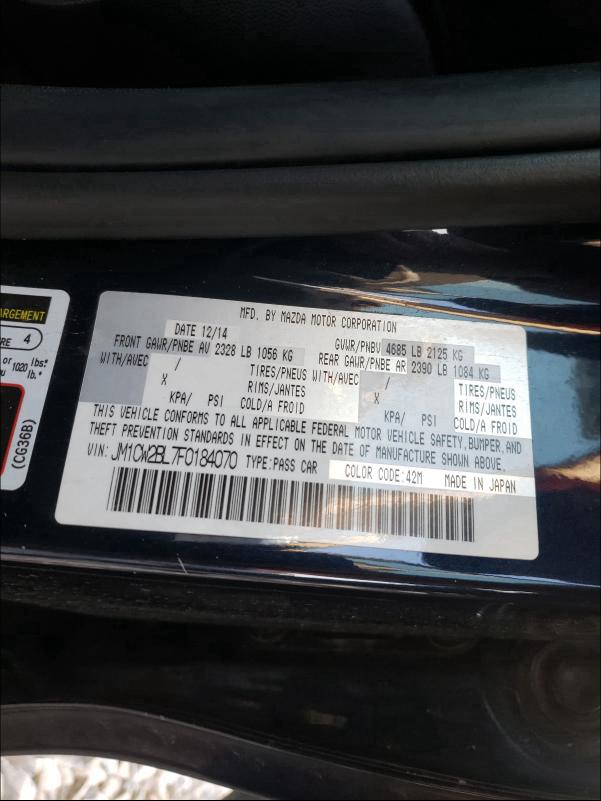 ARGEMENT
RE 4
or 1020 lbs.
lb.
(CG36B)
MFD. BY MAZDA MOTOR CORPORATION
DATE 12/14
GVWR/PNBV 4685 LB 2125 KG
FRONT GAWR/PNBE AV 2328 LB 1056 KG REAR GAWR/PNBE AR 2390 LB 1084 KG
WITH/AVEC / TIRES/PNEUS WITH/AVEC / TIRES/PNEUS
X RIMS/JANTES X RIMS/JANTES
KPA/ PSI COLD/A FROID KPA/ PSI COLD/A FROID
THIS VEHICLE CONFORMS TO ALL APPLICABLE FEDERAL MOTOR VEHICLE SAFETY, BUMPER, AND
THEFT PREVENTION STANDARDS IN EFFECT ON THE DATE OF MANUFACTURE SHOWN ABOVE.
VIN: JM1CW2BL7F0184070 TYPE:PASS CAR COLOR CODE:42M MADE IN JAPAN